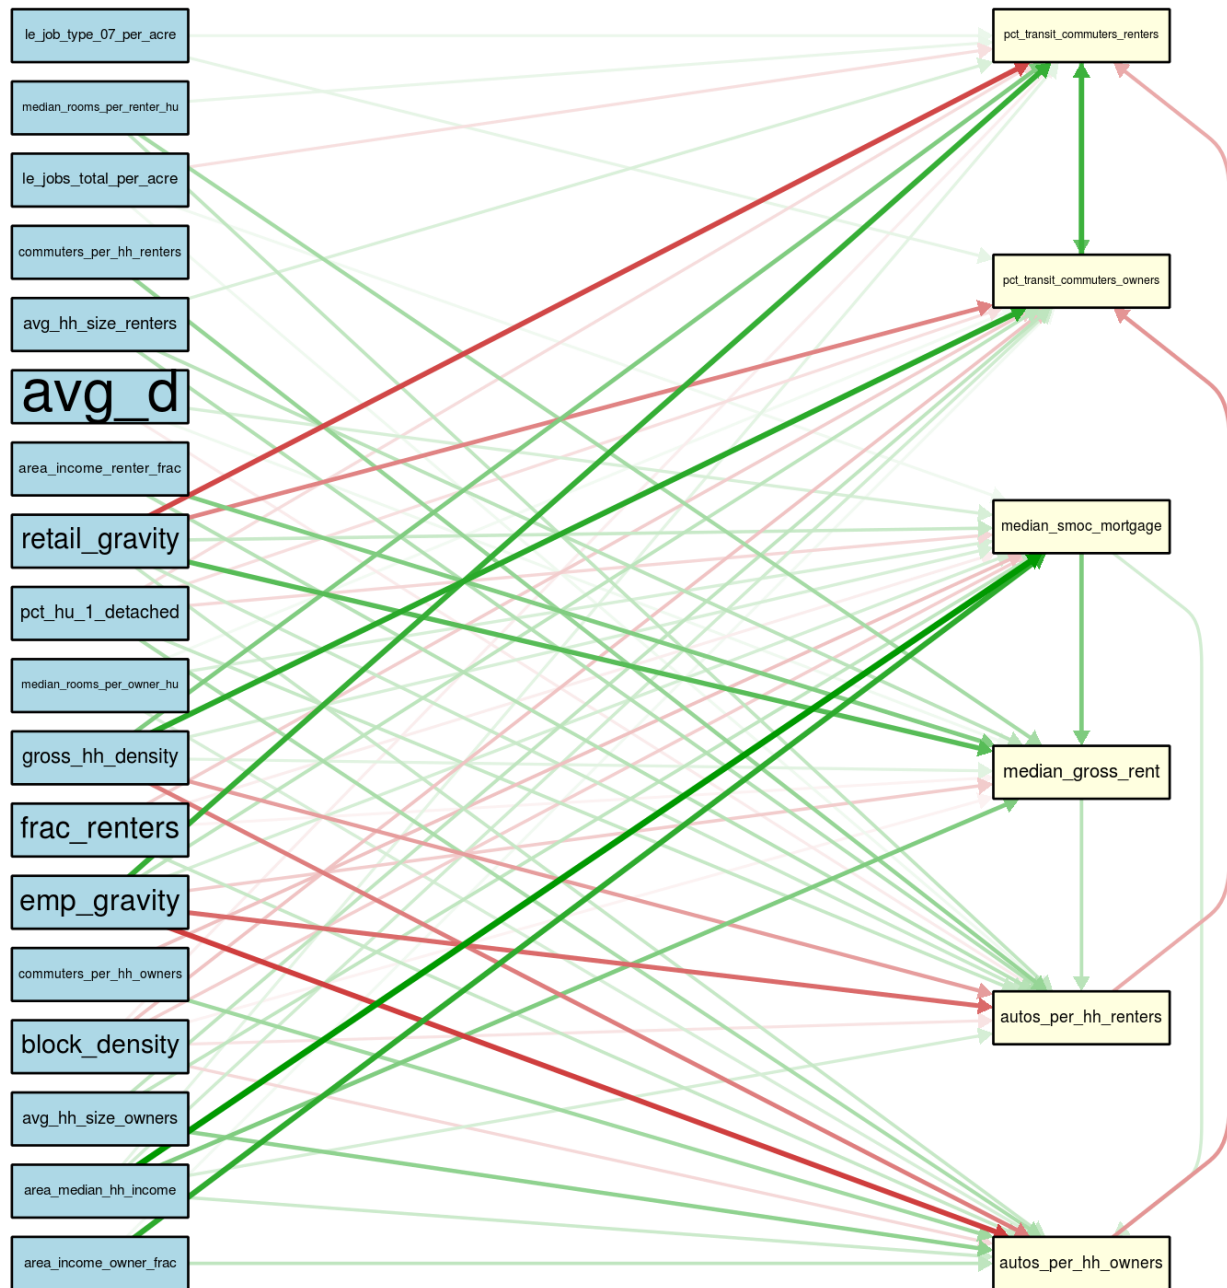 le_job_type_07_per_acre
median_rooms_per_renter_hu
le_jobs_total_per_acre
commuters_per_hh_renters
avg_hh_size_renters
avg_d
area_income_renter_frac
retail_gravity
pct_hu_1_detached
median_rooms_per_owner_hu
gross_hh_density
frac_renters
emp_gravity
commuters_per_hh_owners
block_density
avg_hh_size_owners
area_median_hh_income
area_income_owner_frac
pct_transit_commuters_renters
pct_transit_commuters_owners
median_smoc_mortgage
median_gross_rent
autos_per_hh_renters
autos_per_hh_owners